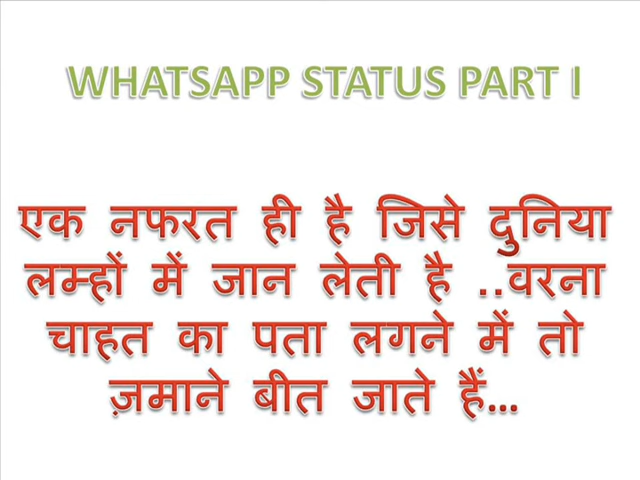 WHATSAPP STATUS PART I
एक नफरत ही है जिसे दुनिया
लम्हों में जान लेती है ..वरना
चाहत का पता लगने में तो
ज़माने बीत जाते हैं...